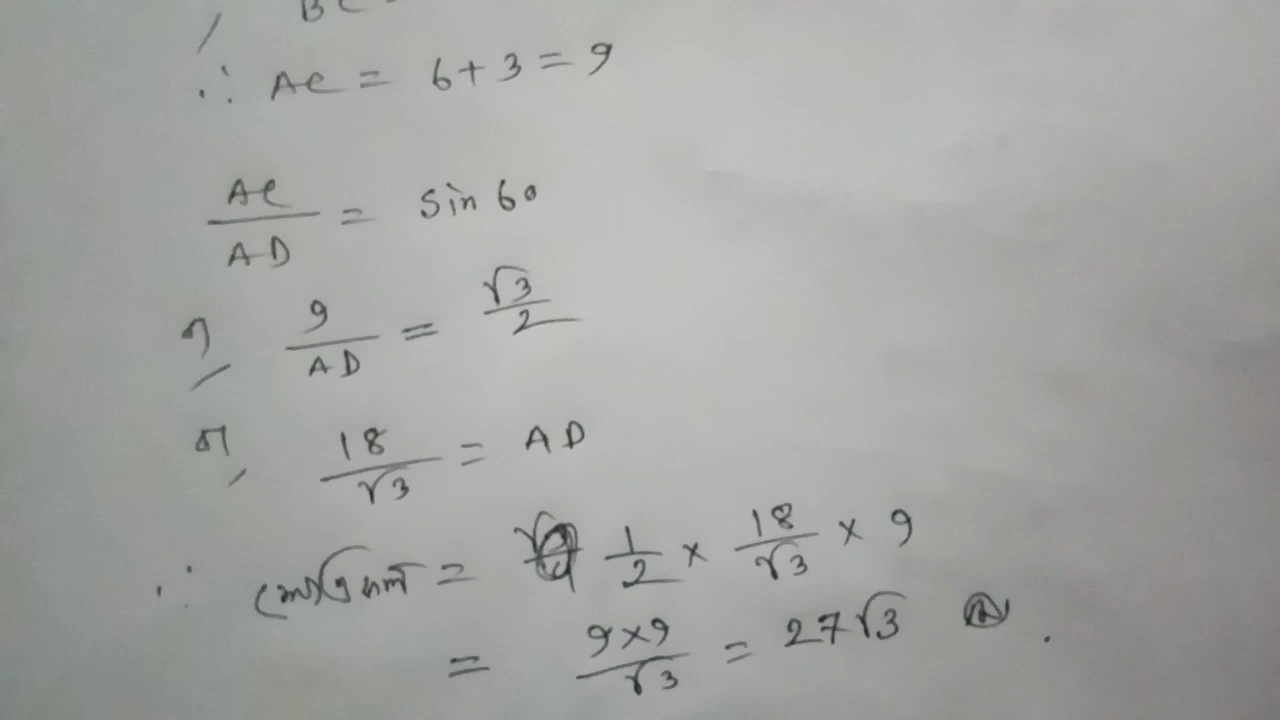 BC
∴ AC = 6+3 = 9
AC/AD = Sin 60
বা, 9/AD = √3/2
বা, 18/√3 = AD
∴ ক্ষেত্রফল = 1/2 × 18/√3 × 9
= 9×9/√3 = 27√3